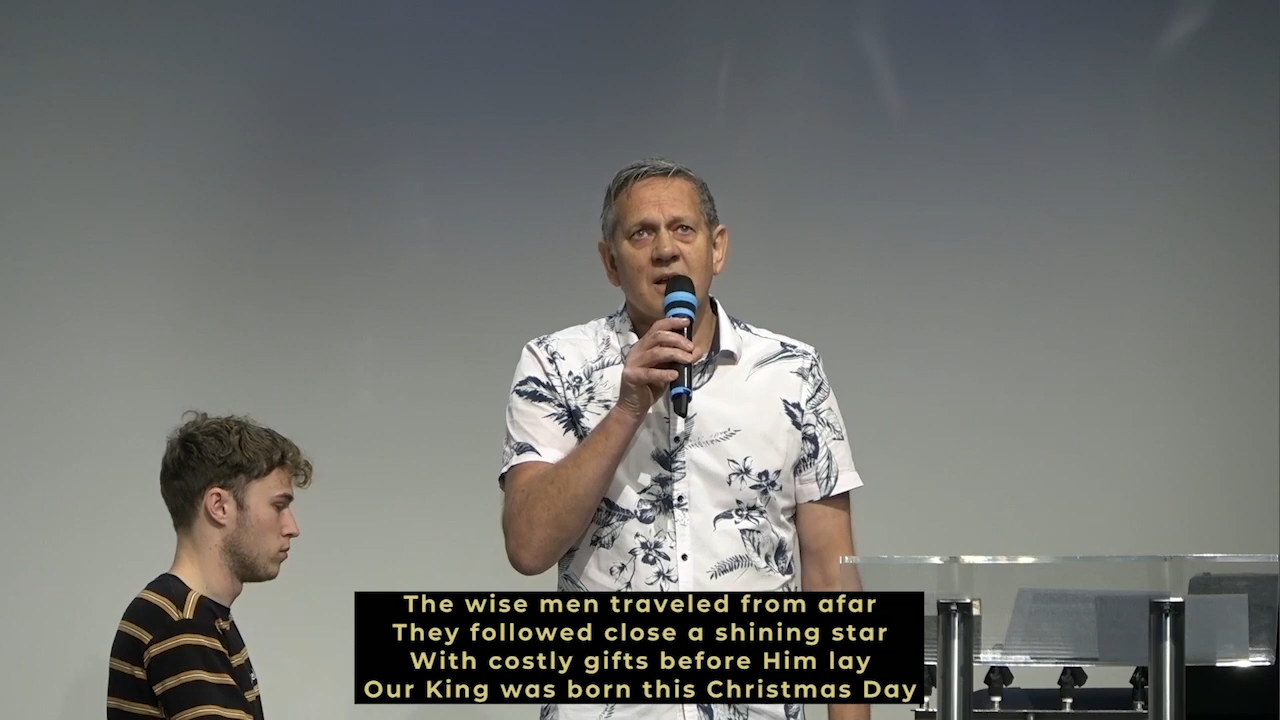 The wise men traveled from afar
They followed close a shining star
With costly gifts before Him lay
Our King was born this Christmas Day